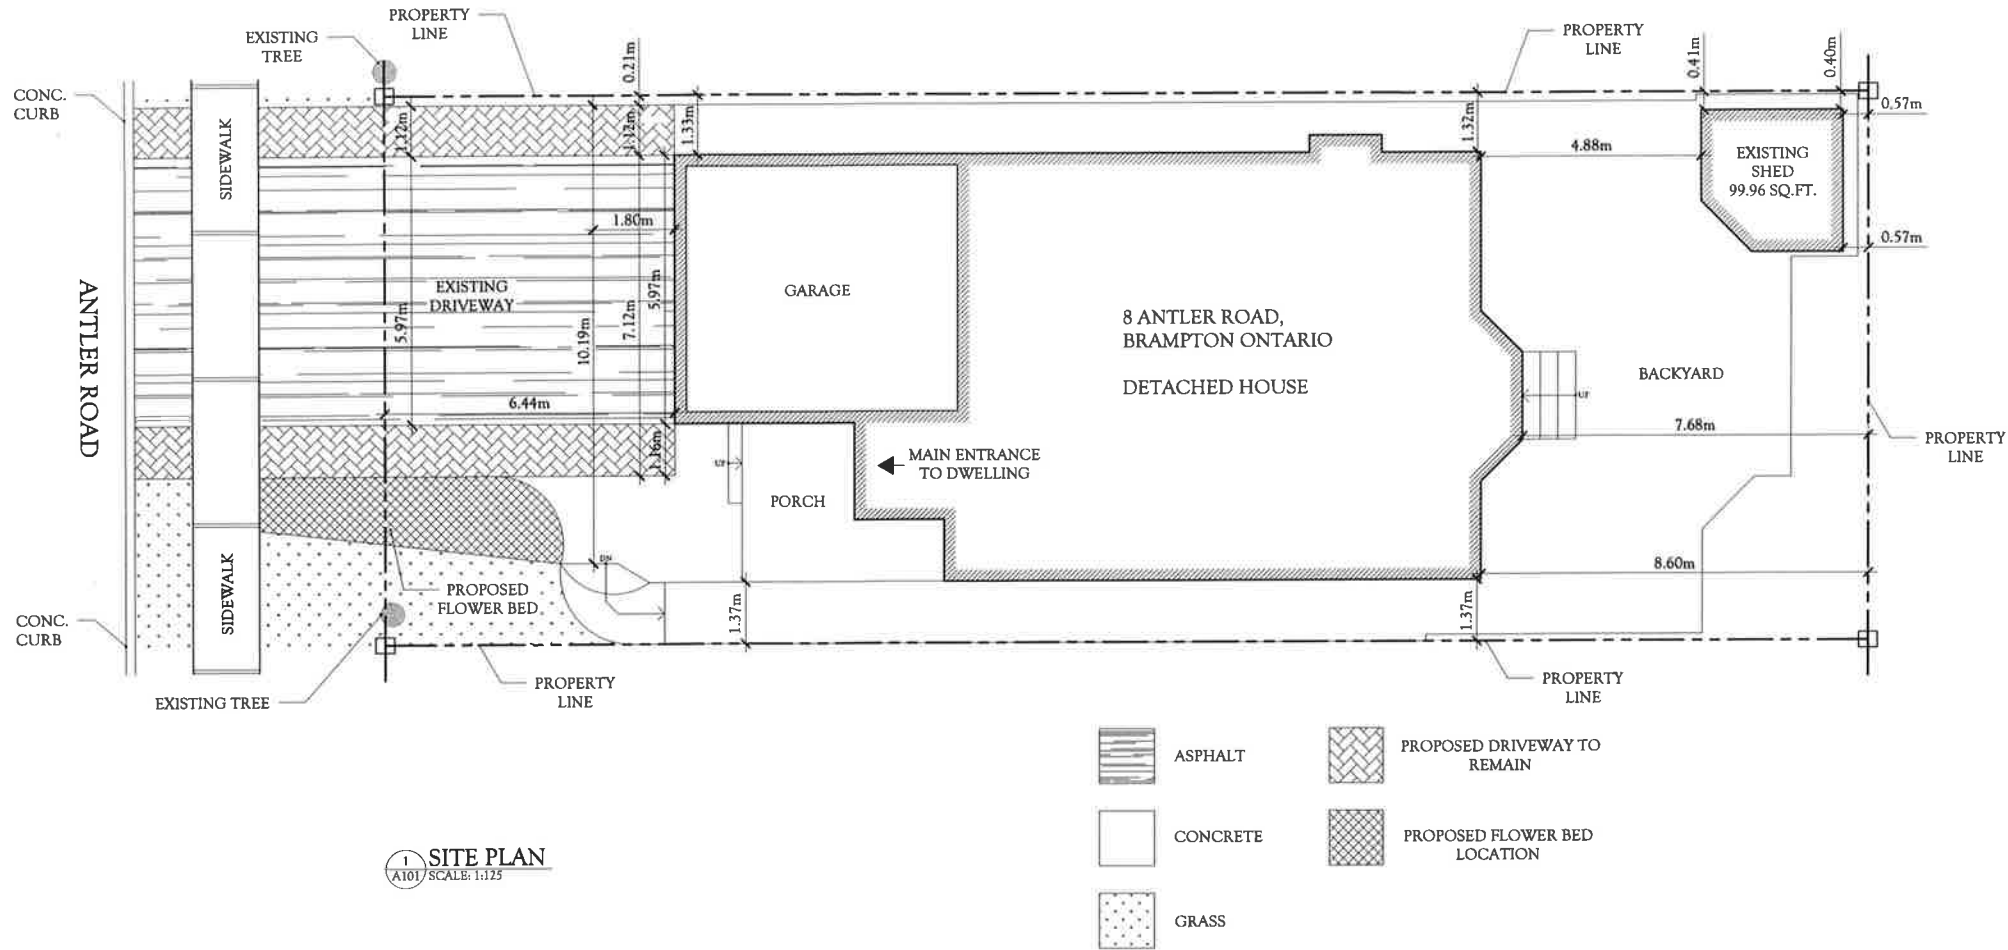 PROPERTY
LINE
EXISTING
TREE
CONC.
CURB
0.21m
PROPERTY
LINE
0.41m
0.40m
0.57m
SIDEWALK
1.12m
1.12m
1.33m
1.32m
4.88m
EXISTING
SHED
99.96 SQ.FT.
1.80m
0.57m
ANTLER ROAD
EXISTING
DRIVEWAY
5.97m
10.19m
7.12m
5.97m
GARAGE
8 ANTLER ROAD,
BRAMPTON ONTARIO
DETACHED HOUSE
BACKYARD
UP
6.44m
7.68m
PROPERTY
LINE
1.16m
UP
MAIN ENTRANCE
TO DWELLING
PORCH
SIDEWALK
DN
8.60m
PROPOSED
FLOWER BED
1.37m
1.37m
CONC.
CURB
EXISTING TREE
PROPERTY
LINE
PROPERTY
LINE
ASPHALT
PROPOSED DRIVEWAY TO
REMAIN
CONCRETE
PROPOSED FLOWER BED
LOCATION
GRASS
1
A101
SITE PLAN
SCALE: 1:125